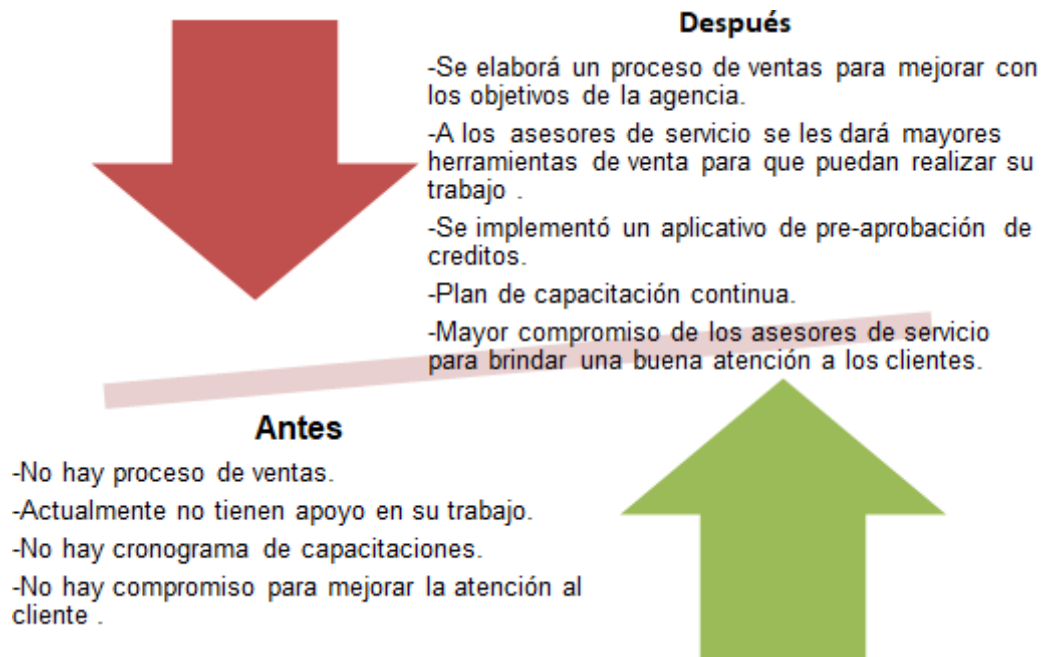 Después
-Se elaborá un proceso de ventas para mejorar con
los objetivos de la agencia.
-A los asesores de servicio se les dará mayores
herramientas de venta para que puedan realizar su
trabajo .
-Se implementó un aplicativo de pre-aprobación de
creditos.
-Plan de capacitación continua.
-Mayor compromiso de los asesores de servicio
para brindar una buena atención a los clientes.
Antes
-No hay proceso de ventas.
-Actualmente no tienen apoyo en su trabajo.
-No hay cronograma de capacitaciones.
-No hay compromiso para mejorar la atención al
cliente .